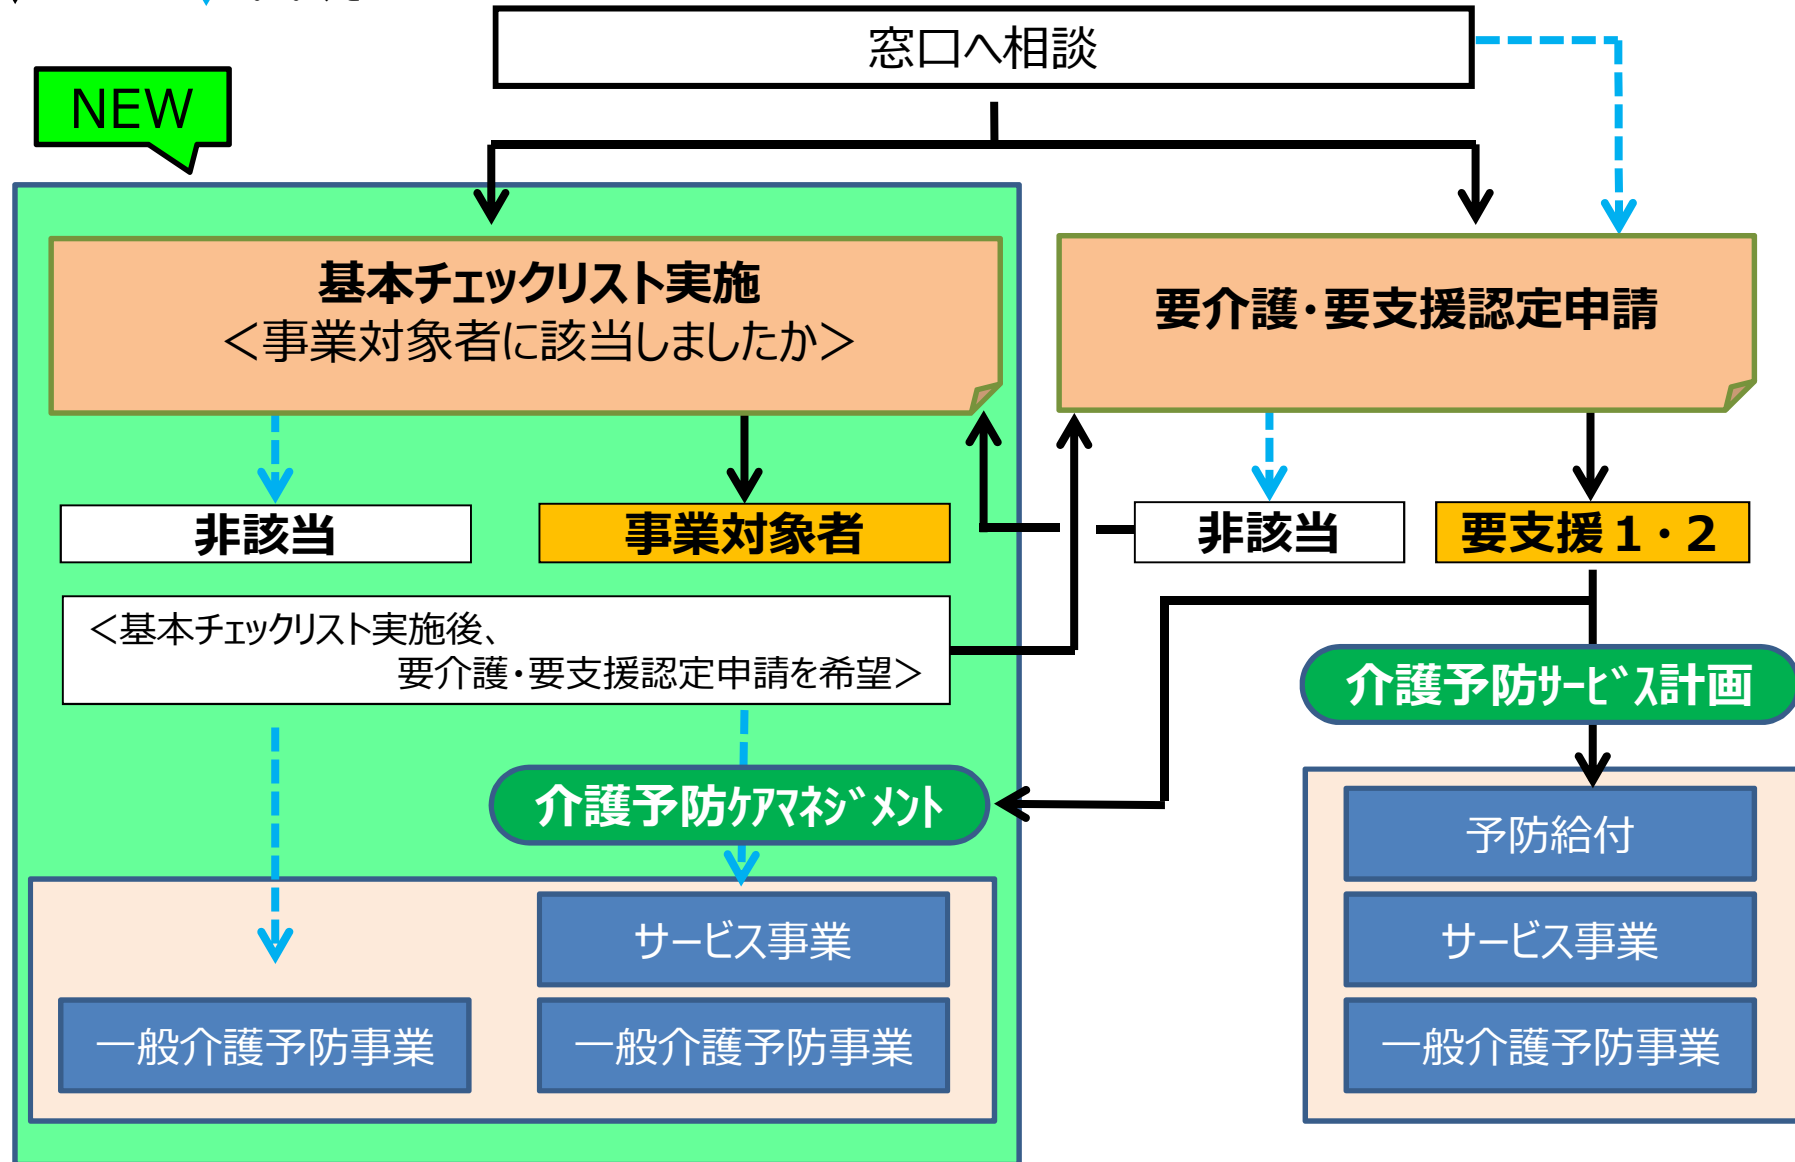 窓口へ相談
NEW
基本チェックリスト実施
＜事業対象者に該当しましたか＞
要介護・要支援認定申請
非該当
事業対象者
非該当
要支援１・２
＜基本チェックリスト実施後、
要介護・要支援認定申請を希望＞
介護予防ｻｰﾋﾞｽ計画
介護予防ｹｱﾏﾈｼﾞﾒﾝﾄ
予防給付
サービス事業
サービス事業
一般介護予防事業
一般介護予防事業
一般介護予防事業